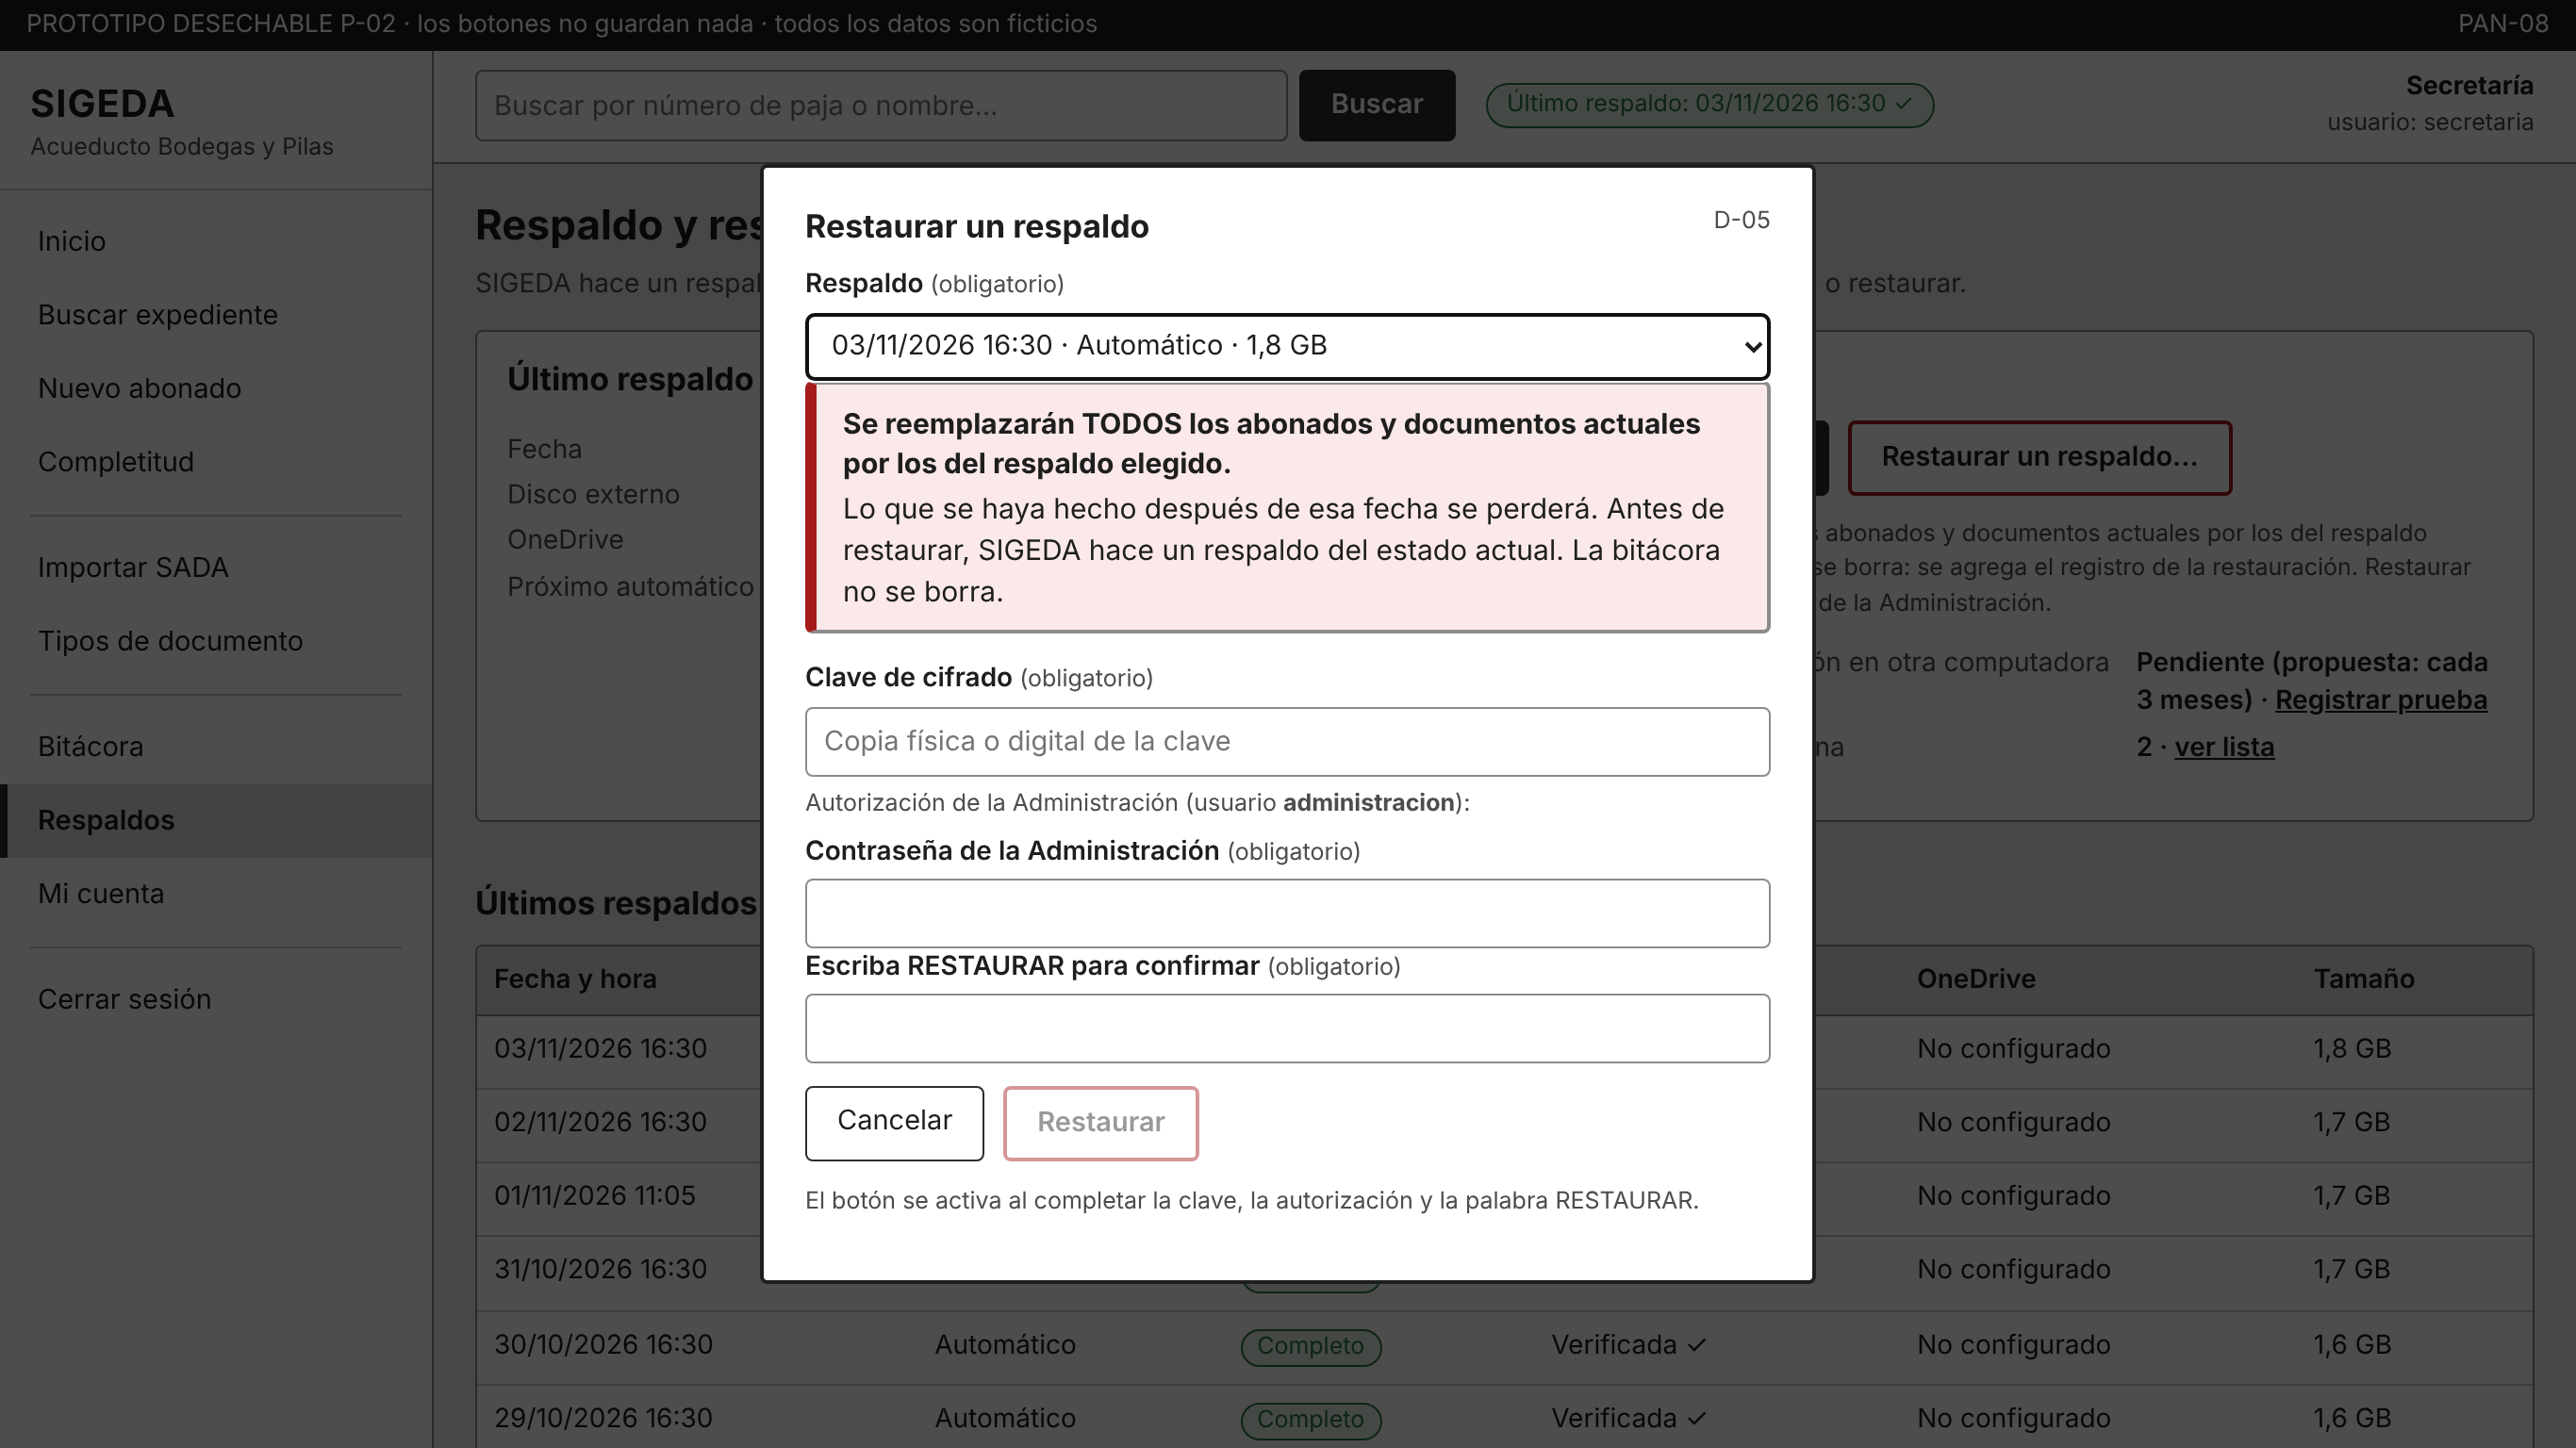 PROTOTIPO DESECHABLE P-02 · los botones no guardan nada · todos los datos son ficticios
PAN-08
SIGEDA
Acueducto Bodegas y Pilas
Inicio
Buscar expediente
Nuevo abonado
Completitud
Importar SADA
Tipos de documento
Bitácora
Respaldos
Mi cuenta
Cerrar sesión
Buscar por número de paja o nombre...
Buscar
Último respaldo: 03/11/2026 16:30 ✓
Secretaría
usuario: secretaria
Respaldo y
SIGEDA hace un
o restaurar.
Último respaldo
Fecha
Disco externo
OneDrive
Próximo automático
Restaurar un respaldo...
abonados y documentos actuales por los del respaldo
se borra: se agrega el registro de la restauración. Restaurar
de la Administración.
en otra computadora
Pendiente (propuesta: cada
3 meses) · Registrar prueba
2 · ver lista
Restaurar un respaldo
D-05
Respaldo (obligatorio)
03/11/2026 16:30 · Automático · 1,8 GB
Se reemplazarán TODOS los abonados y documentos actuales
por los del respaldo elegido.
Lo que se haya hecho después de esa fecha se perderá. Antes de
restaurar, SIGEDA hace un respaldo del estado actual. La bitácora
no se borra.
Clave de cifrado (obligatorio)
Copia física o digital de la clave
Autorización de la Administración (usuario administracion):
Contraseña de la Administración (obligatorio)
Escriba RESTAURAR para confirmar (obligatorio)
Cancelar
Restaurar
El botón se activa al completar la clave, la autorización y la palabra RESTAURAR.
Últimos respaldos
Fecha y hora
OneDrive
Tamaño
03/11/2026 16:30
No configurado
1,8 GB
02/11/2026 16:30
No configurado
1,7 GB
01/11/2026 11:05
No configurado
1,7 GB
31/10/2026 16:30
No configurado
1,7 GB
30/10/2026 16:30
Automático
Completo
Verificada ✓
No configurado
1,6 GB
29/10/2026 16:30
Automático
Completo
Verificada ✓
No configurado
1,6 GB